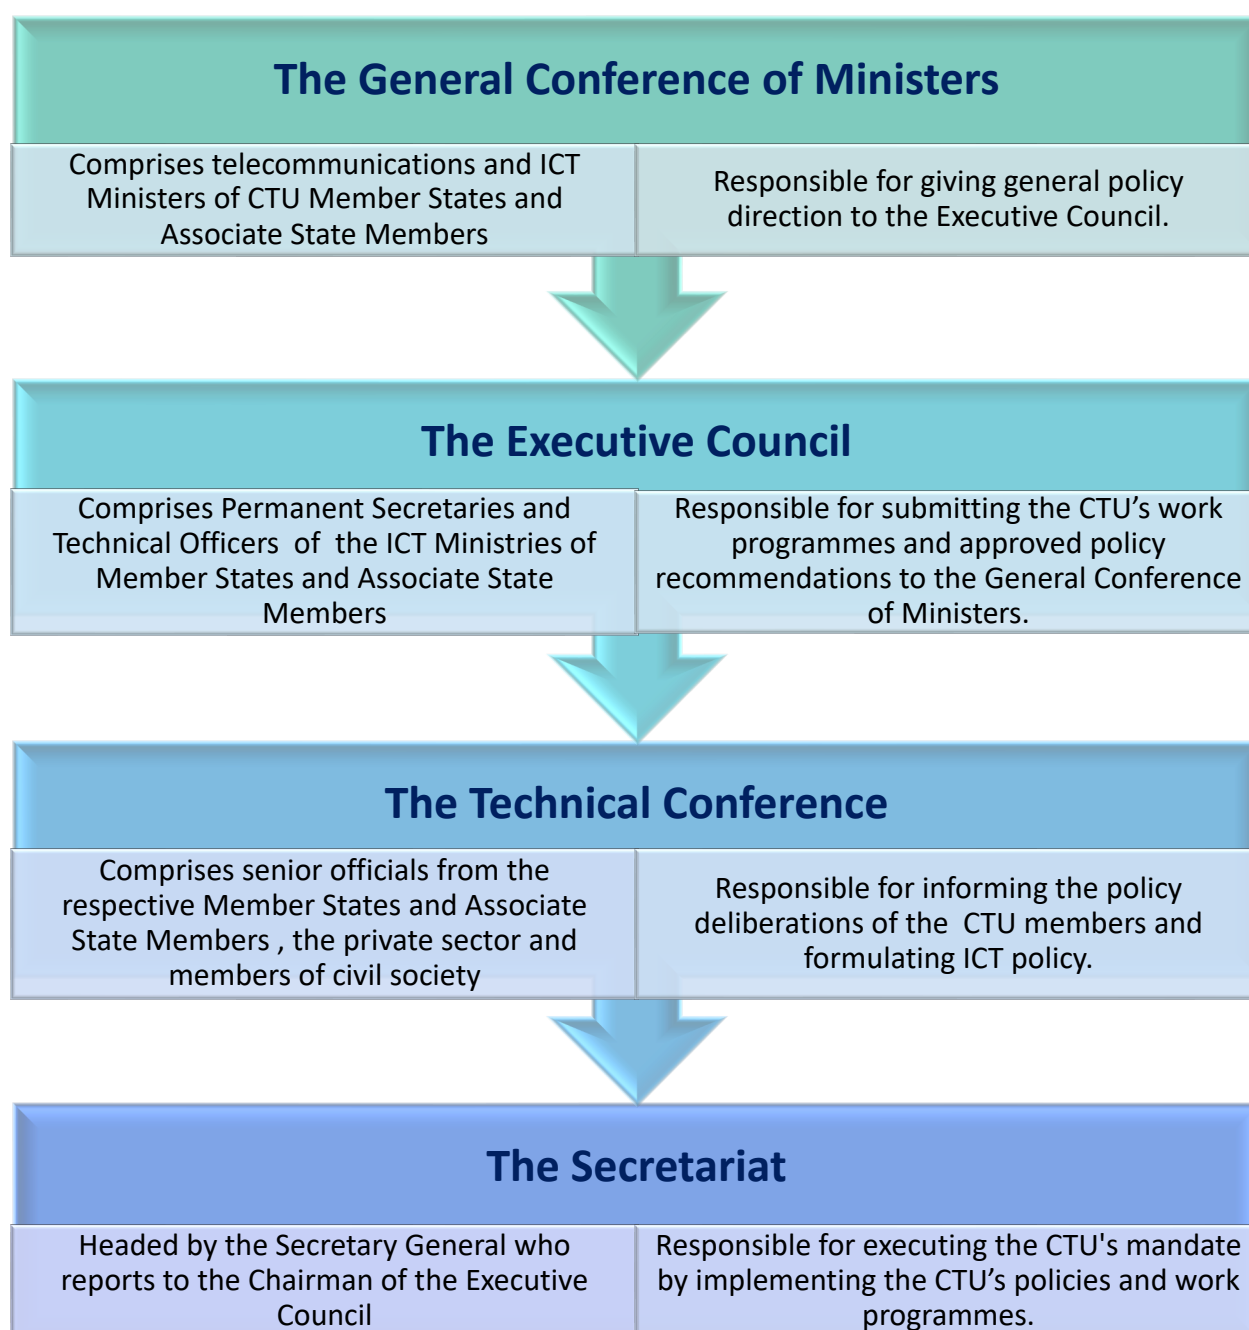 The General Conference of Ministers
Comprises telecommunications and ICT
Ministers of CTU Member States and
Associate State Members
Responsible for giving general policy
direction to the Executive Council.
The Executive Council
Comprises Permanent Secretaries and
Technical Officers of the ICT Ministries of
Member States and Associate State
Members
Responsible for submitting the CTU’s work
programmes and approved policy
recommendations to the General Conference
of Ministers.
The Technical Conference
Comprises senior officials from the
respective Member States and Associate
State Members , the private sector and
members of civil society
Responsible for informing the policy
deliberations of the CTU members and
formulating ICT policy.
The Secretariat
Headed by the Secretary General who
reports to the Chairman of the Executive
Council
Responsible for executing the CTU's mandate
by implementing the CTU’s policies and work
programmes.